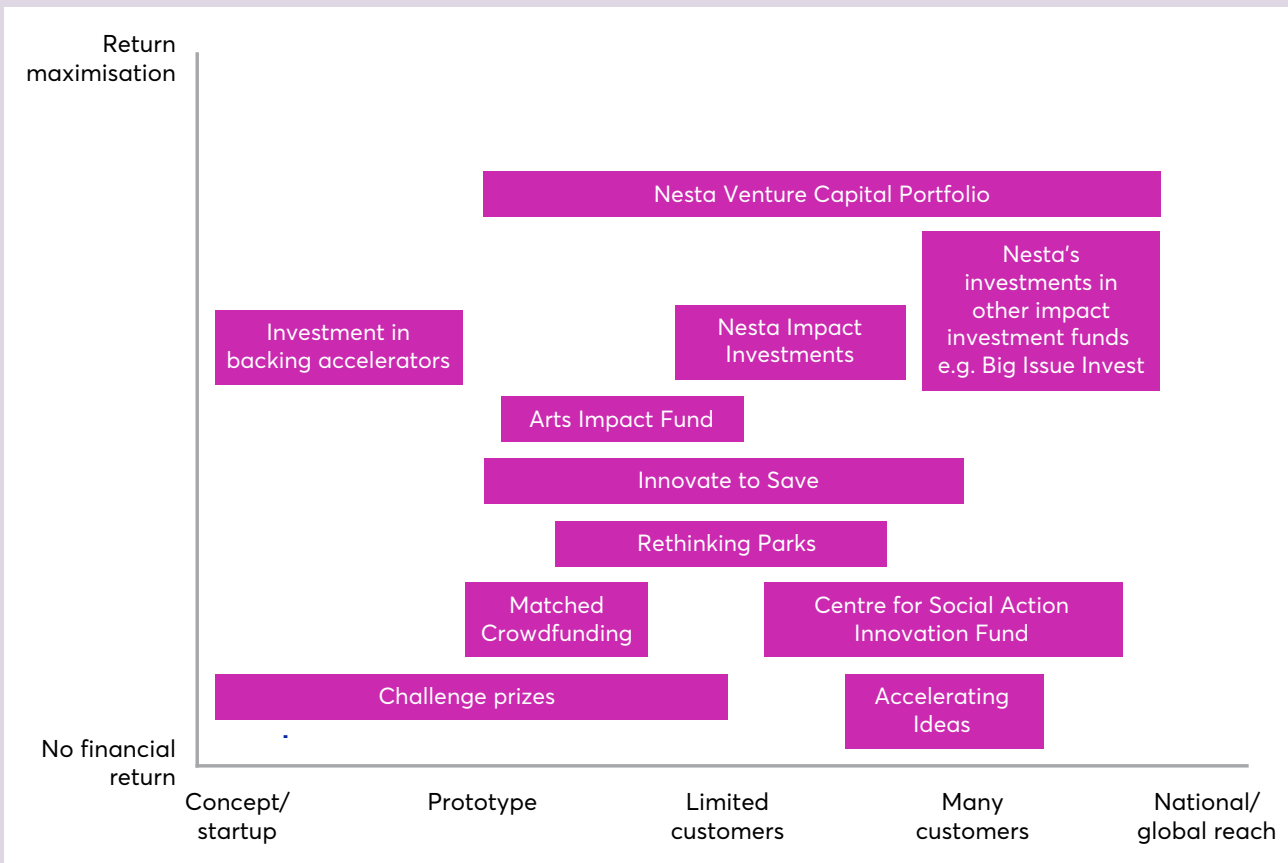 Return
maximisation
Nesta Venture Capital Portfolio
Nesta's
investments in
other impact
investment funds
e.g. Big Issue Invest
Investment in
backing accelerators
Nesta Impact
Investments
Arts Impact Fund
Innovate to Save
Rethinking Parks
Matched
Crowdfunding
Centre for Social Action
Innovation Fund
Challenge prizes
Accelerating
Ideas
No financial
return
Concept/
startup
Prototype
Limited
customers
Many
customers
National/
global reach